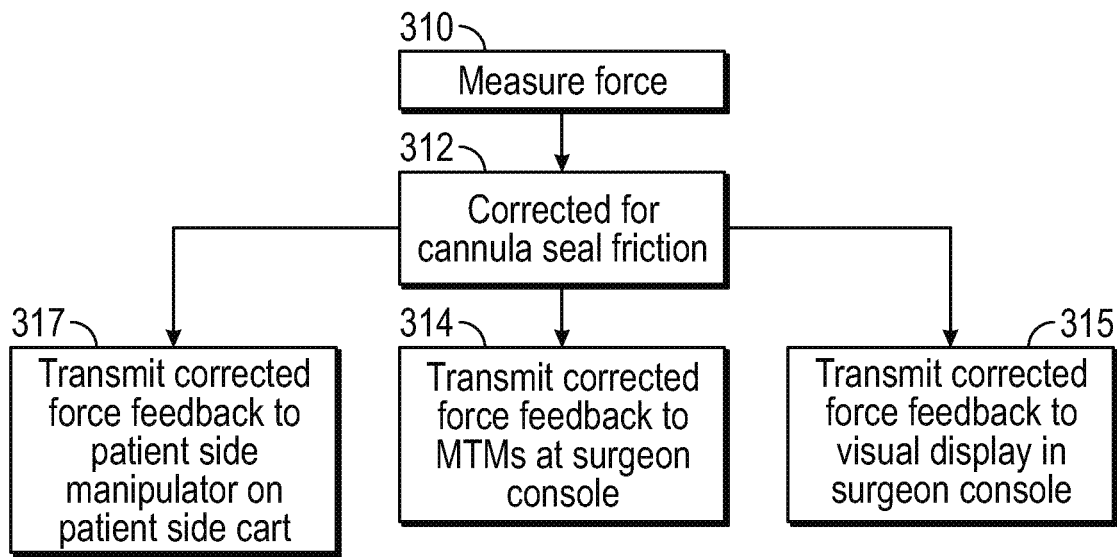 310
Measure force
312
Corrected for
cannula seal friction
317
Transmit corrected
force feedback to
patient side
manipulator on
patient side cart
314
Transmit corrected
force feedback to
MTMs at surgeon
console
315
Transmit corrected
force feedback to
visual display in
surgeon console